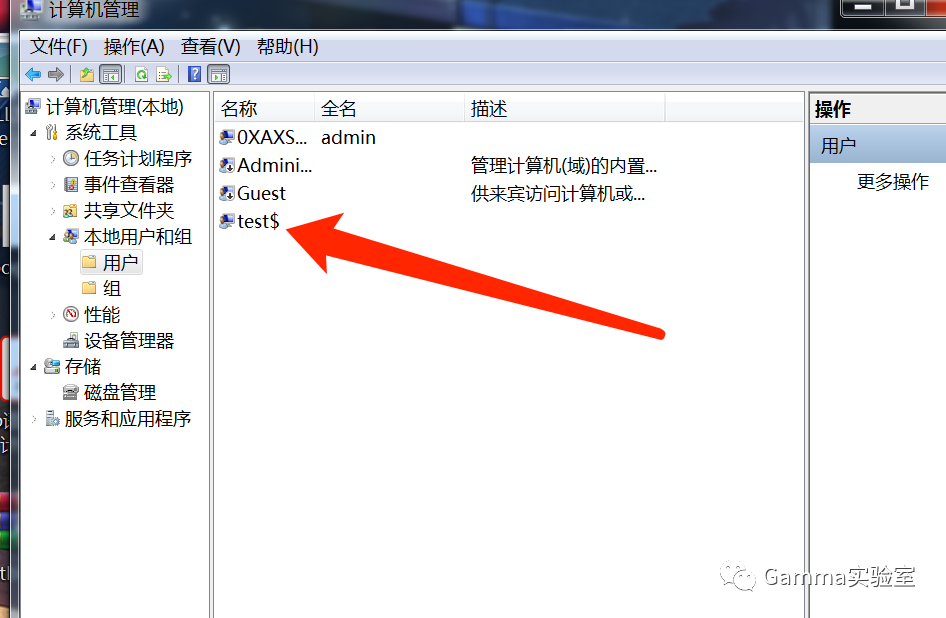 计算机管理
文件(F) 操作(A) 查看(V) 帮助(H)
计算机管理(本地)
系统工具
任务计划程序
事件查看器
共享文件夹
本地用户和组
用户
组
性能
设备管理器
存储
磁盘管理
服务和应用程序
名称 全名 描述
0XAXS... admin
Admini... 管理计算机(域)的内置...
Guest 供来宾访问计算机或...
test$
操作
用户
更多操作
Gamma实验室